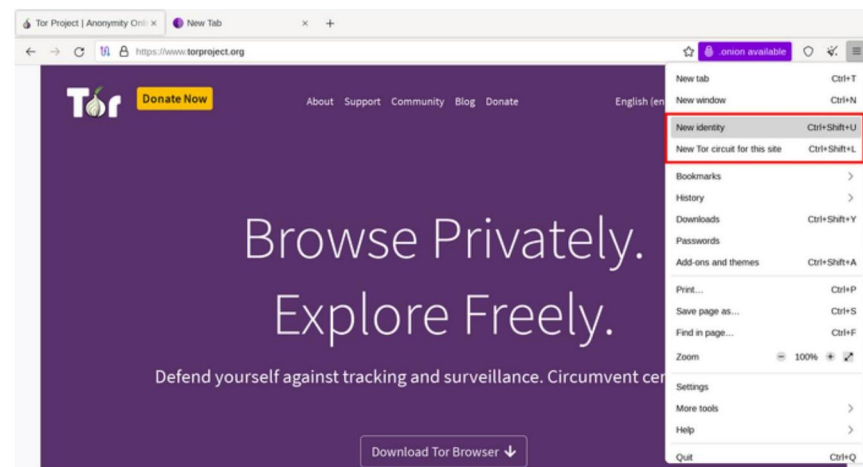 Tor Project | Anonymity Onli × New Tab × +
https://www.torproject.org .onion available
Tor Donate Now About Support Community Blog Donate English (en
Browse Privately.
Explore Freely.
Defend yourself against tracking and surveillance. Circumvent cen
Download Tor Browser ↓
New tab Ctrl+T
New window Ctrl+N
New identity Ctrl+Shift+U
New Tor circuit for this site Ctrl+Shift+L
Bookmarks
History
Downloads Ctrl+Shift+Y
Passwords
Add-ons and themes Ctrl+Shift+A
Print... Ctrl+P
Save page as... Ctrl+S
Find in page... Ctrl+F
Zoom − 100% +
Settings
More tools
Help
Quit Ctrl+Q